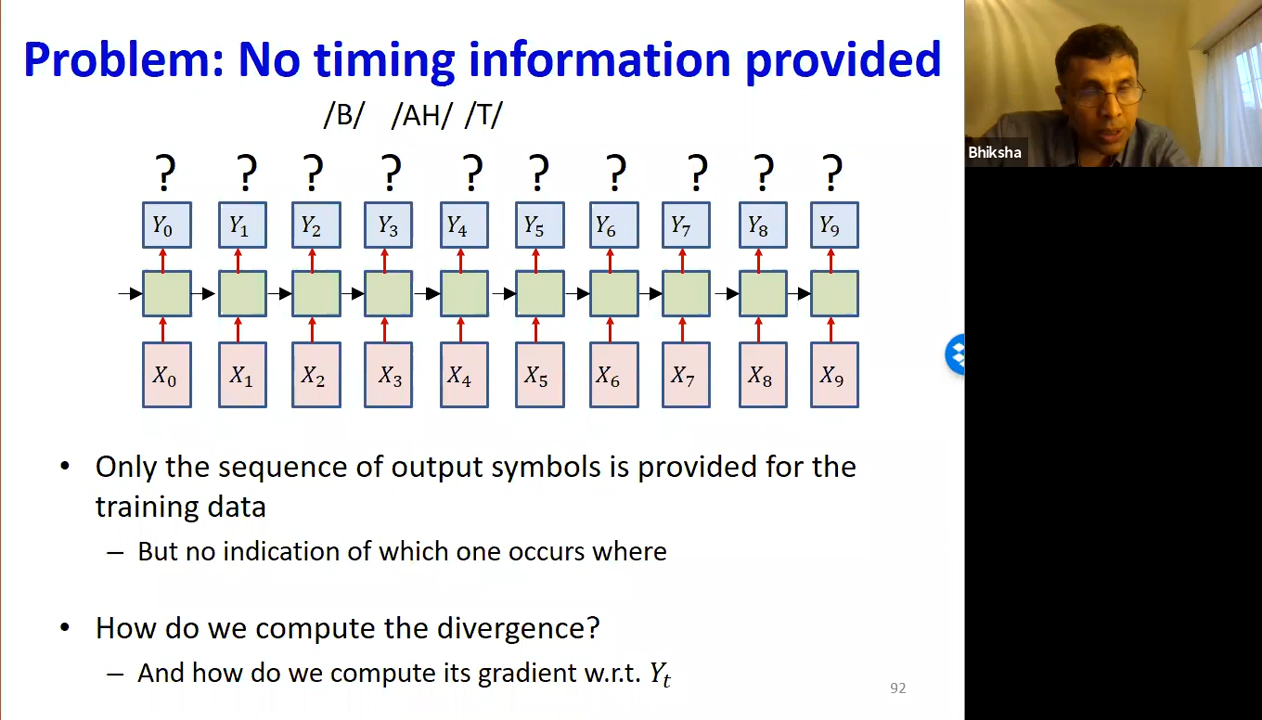 Problem: No timing information provided
/B/ /AH/ /T/
? ? ? ? ? ? ? ? ? ?
Y0 Y1 Y2 Y3 Y4 Y5 Y6 Y7 Y8 Y9
X0 X1 X2 X3 X4 X5 X6 X7 X8 X9
• Only the sequence of output symbols is provided for the
training data
– But no indication of which one occurs where
• How do we compute the divergence?
– And how do we compute its gradient w.r.t. Yt
92
Bhiksha